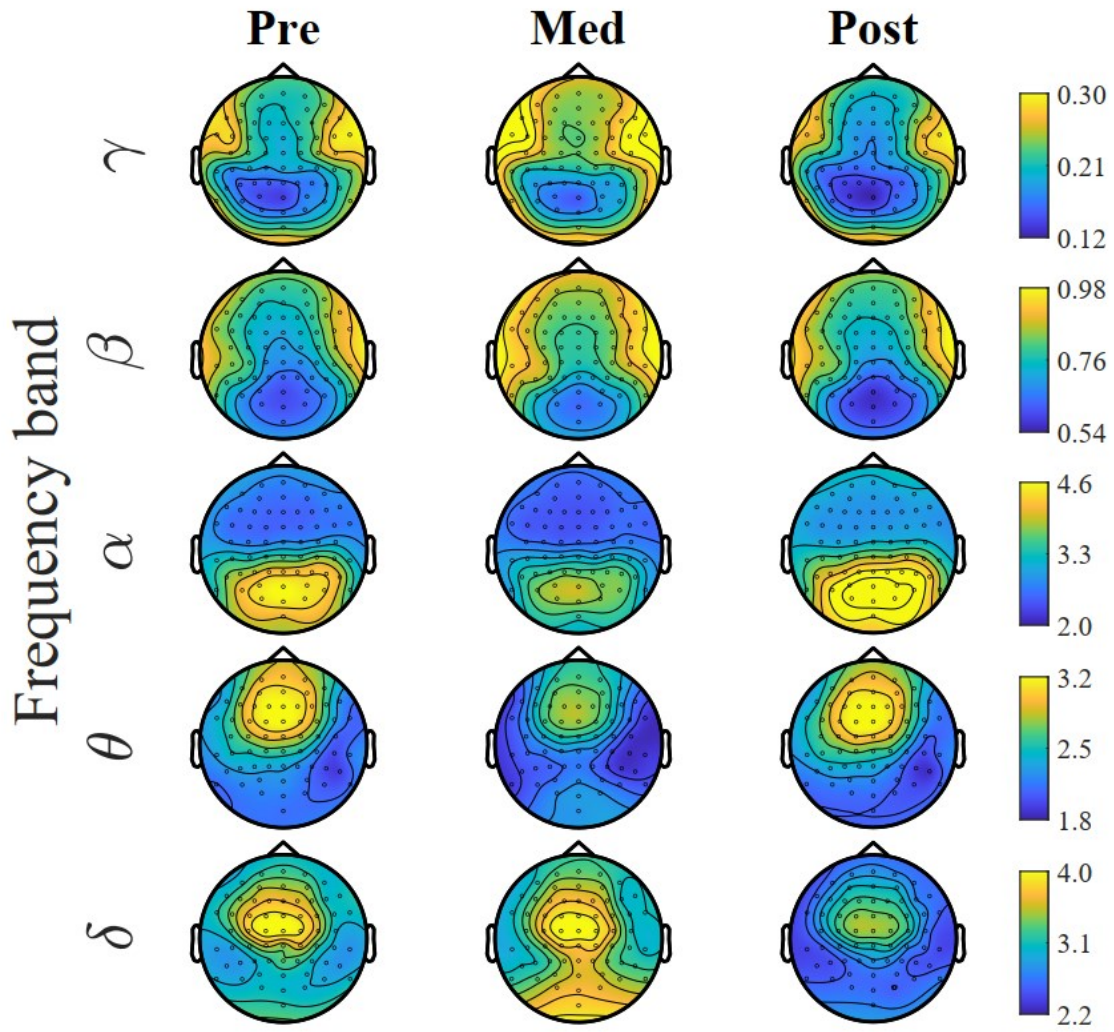 Pre Med Post
Frequency band
γ
0.30
0.21
0.12
β
0.98
0.76
0.54
α
4.6
3.3
2.0
θ
3.2
2.5
1.8
δ
4.0
3.1
2.2